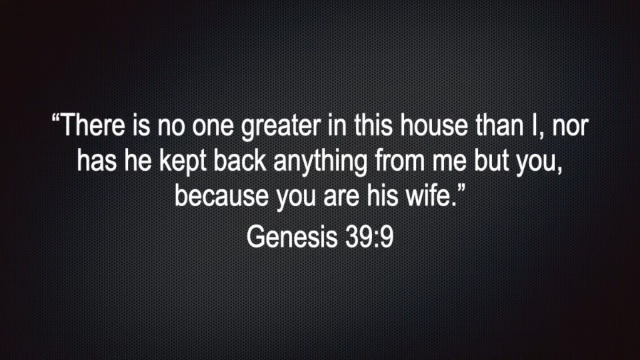 “There is no one greater in this house than I, nor
has he kept back anything from me but you,
because you are his wife.”
Genesis 39:9